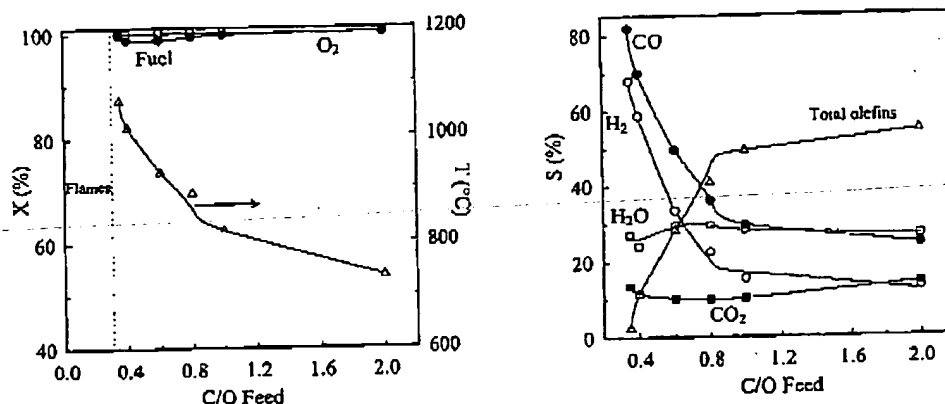 100
80
60
40
X (%)
0.0 0.4 0.8 1.2 1.6 2.0
C/O Feed
1200
1000
800
600
T (°C)
Fuel
O₂
Flames
80
60
40
20
0
S (%)
0.4 0.8 1.2 1.6 2.0
C/O Feed
CO
H₂
H₂O
CO₂
Total olefins